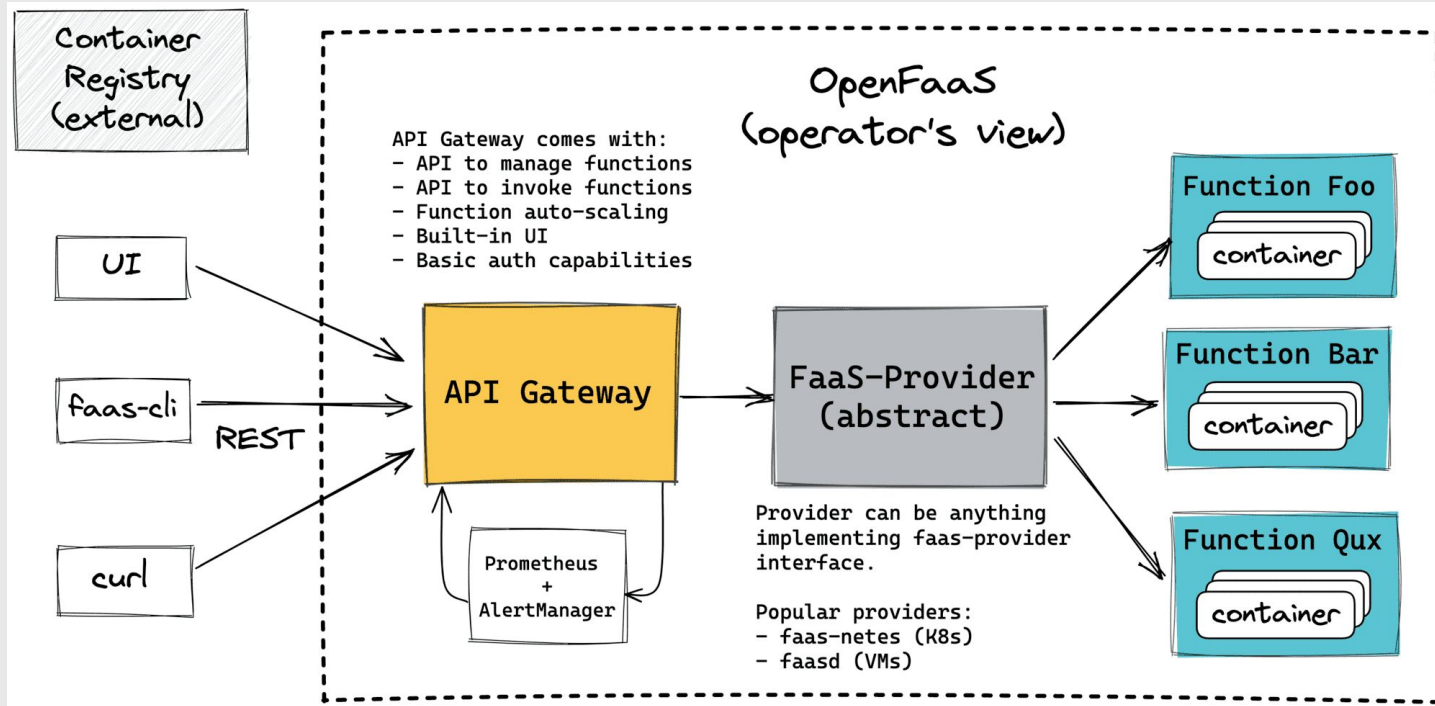 Container
Registry
(external)
OpenFaaS
(operator's view)
API Gateway comes with:
- API to manage functions
- API to invoke functions
- Function auto-scaling
- Built-in UI
- Basic auth capabilities
UI
faas-cli
REST
curl
API Gateway
Prometheus
+
AlertManager
FaaS-Provider
(abstract)
Provider can be anything
implementing faas-provider
interface.
Popular providers:
- faas-netes (K8s)
- faasd (VMs)
Function Foo
container
Function Bar
container
Function Qux
container